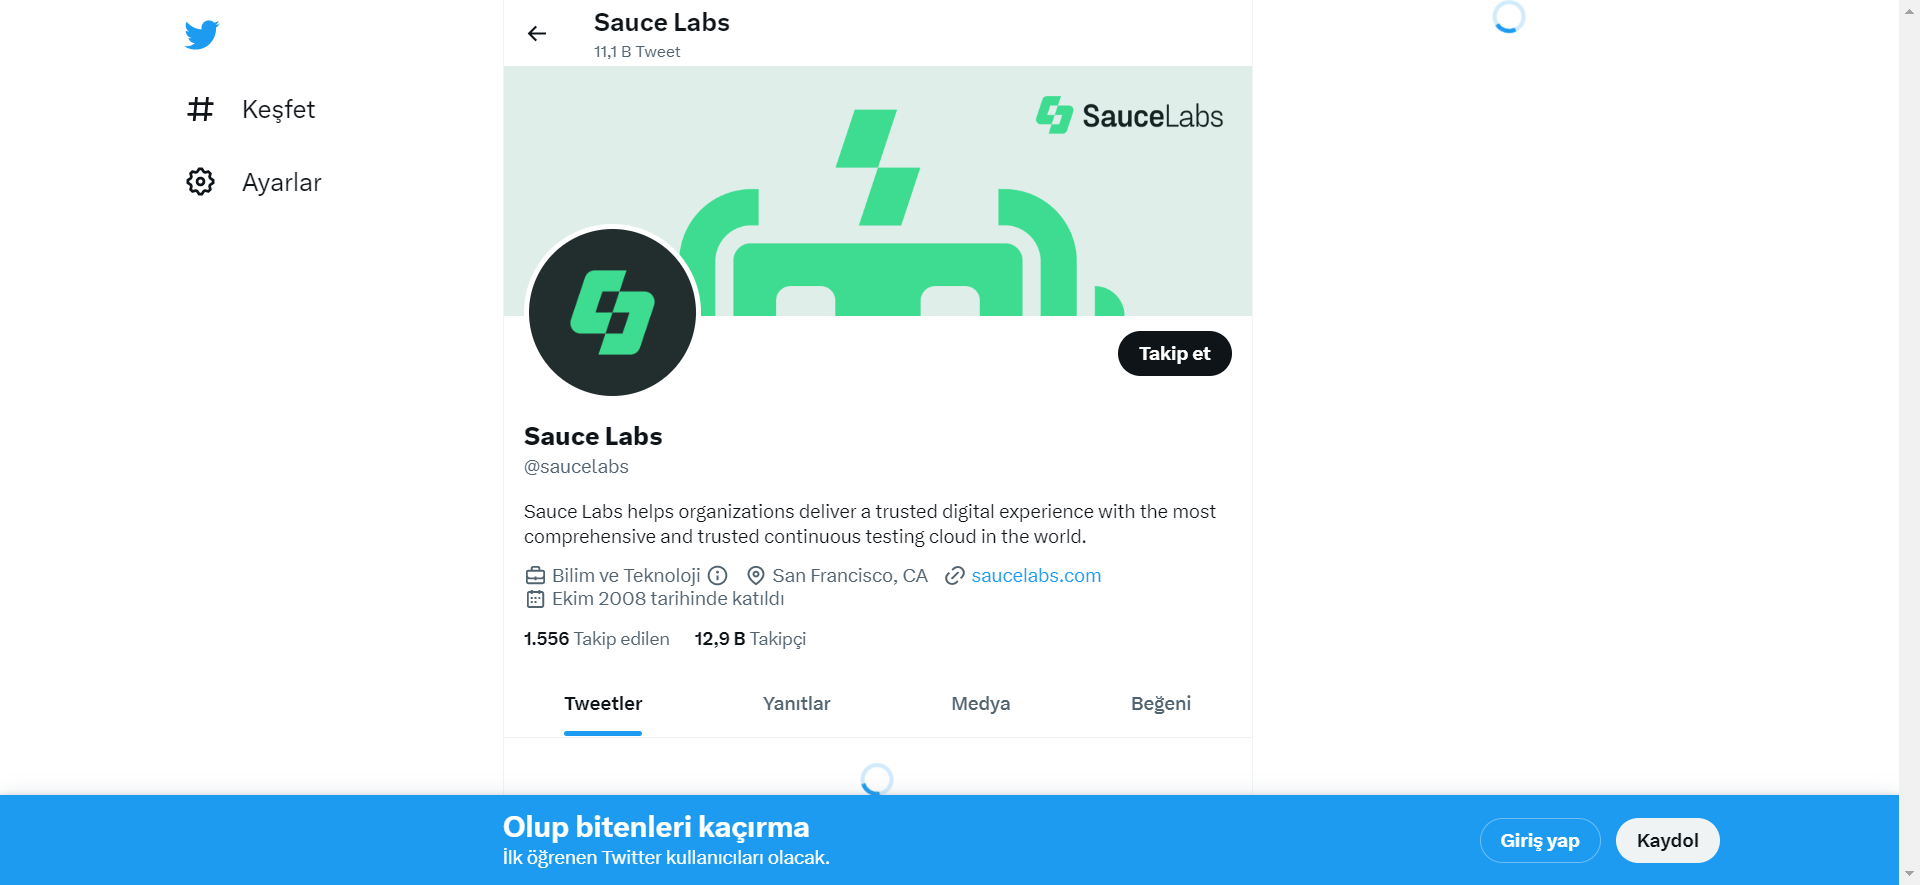 Sauce Labs
11,1 B Tweet
Keşfet
Ayarlar
SauceLabs
Takip et
Sauce Labs
@saucelabs
Sauce Labs helps organizations deliver a trusted digital experience with the most
comprehensive and trusted continuous testing cloud in the world.
Bilim ve Teknoloji San Francisco, CA saucelabs.com
Ekim 2008 tarihinde katıldı
1.556 Takip edilen 12,9 B Takipçi
Tweetler Yanıtlar Medya Beğeni
Olup bitenleri kaçırma
İlk öğrenen Twitter kullanıcıları olacak.
Giriş yap Kaydol